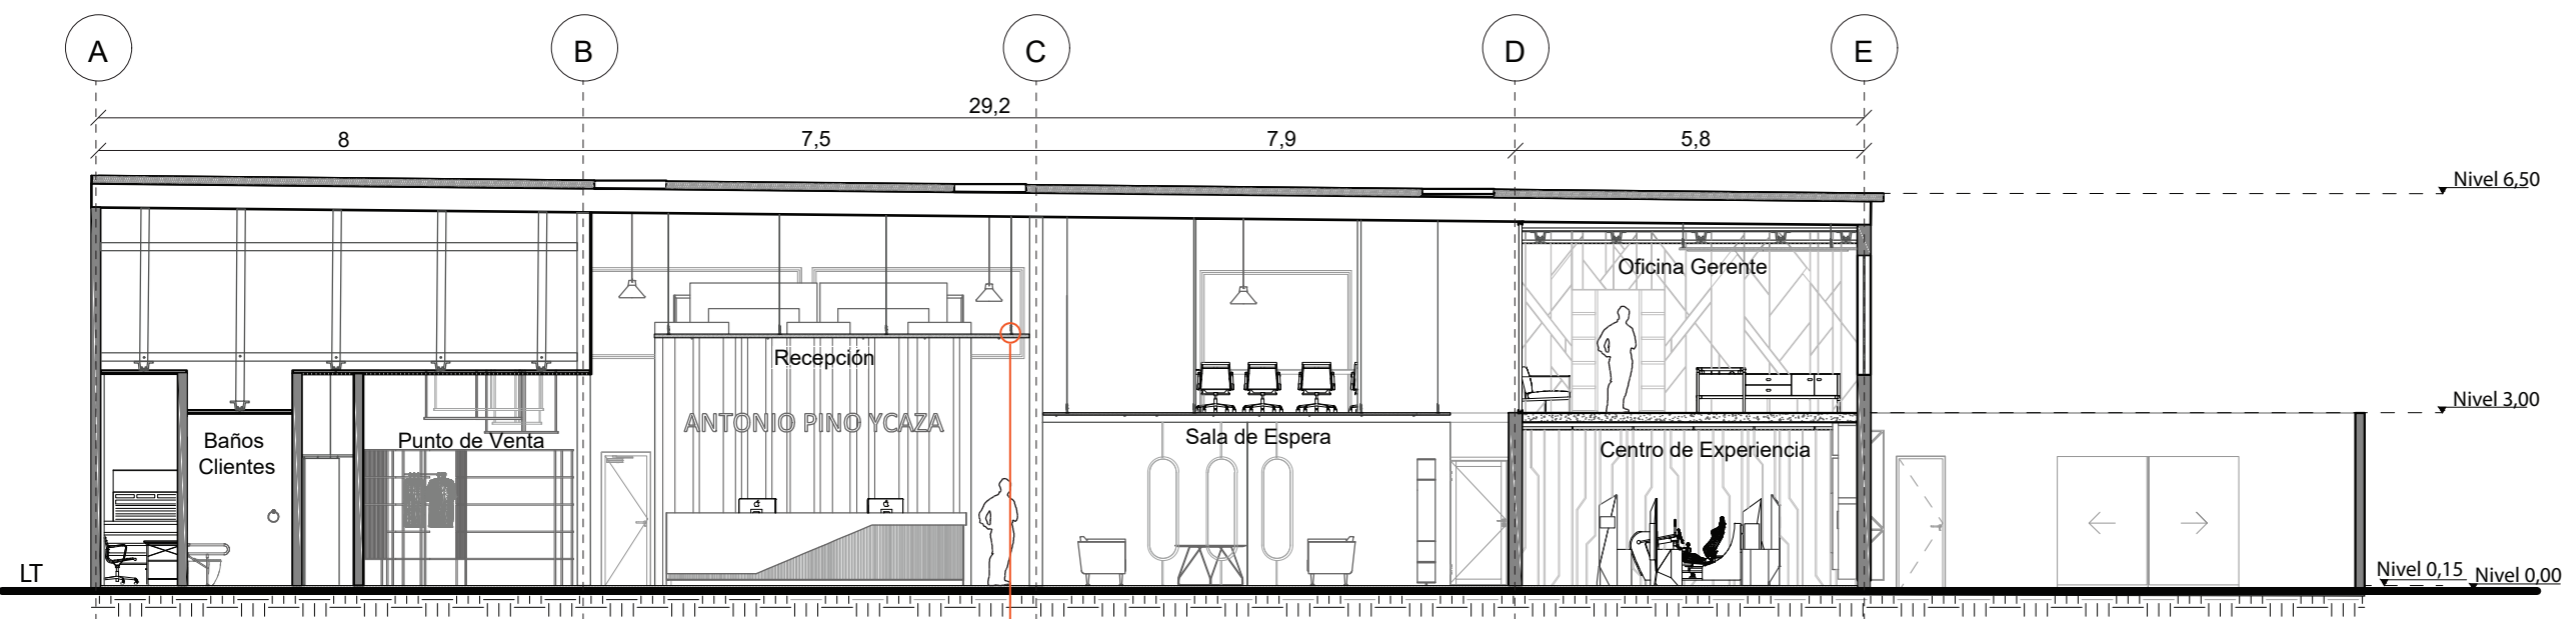 A
B
C
D
E
29,2
8
7,5
7,9
5,8
Nivel 6,50
Oficina Gerente
Recepción
Nivel 3,00
ANTONIO PINO YCAZA
Baños
Clientes
Punto de Venta
Sala de Espera
Centro de Experiencia
LT
Nivel 0,15
Nivel 0,00